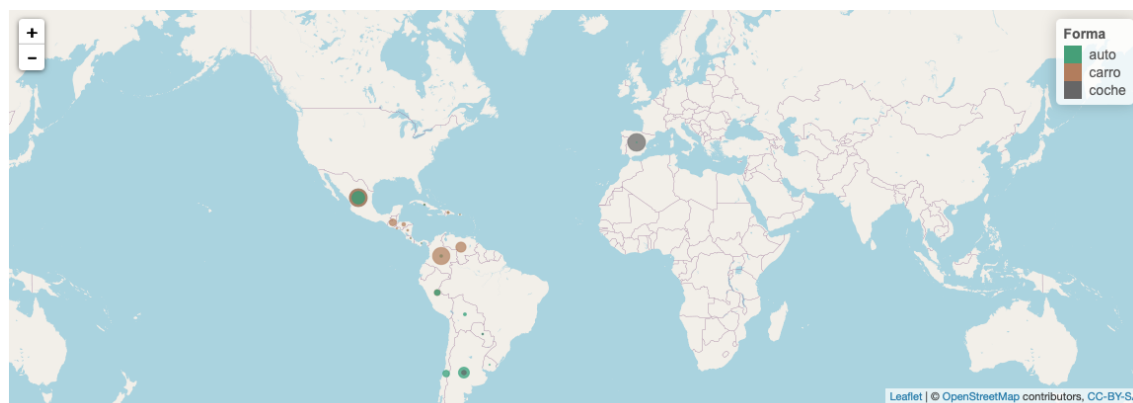 +
−
Forma
auto
carro
coche
Leaflet | © OpenStreetMap contributors, CC-BY-SA